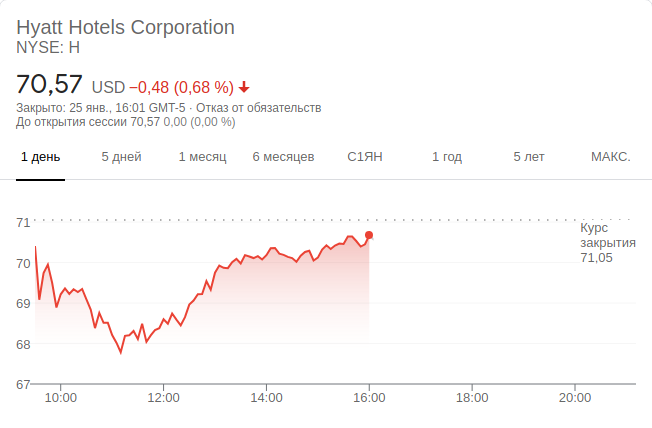 Hyatt Hotels Corporation
NYSE: H
70,57 USD −0,48 (0,68 %)
Закрыто: 25 янв., 16:01 GMT-5 · Отказ от обязательств
До открытия сессии 70,57 0,00 (0,00 %)
1 день 5 дней 1 месяц 6 месяцев С1ЯН 1 год 5 лет МАКС.
71
Курс
закрытия
71,05
70
69
68
67
10:00 12:00 14:00 16:00 18:00 20:00